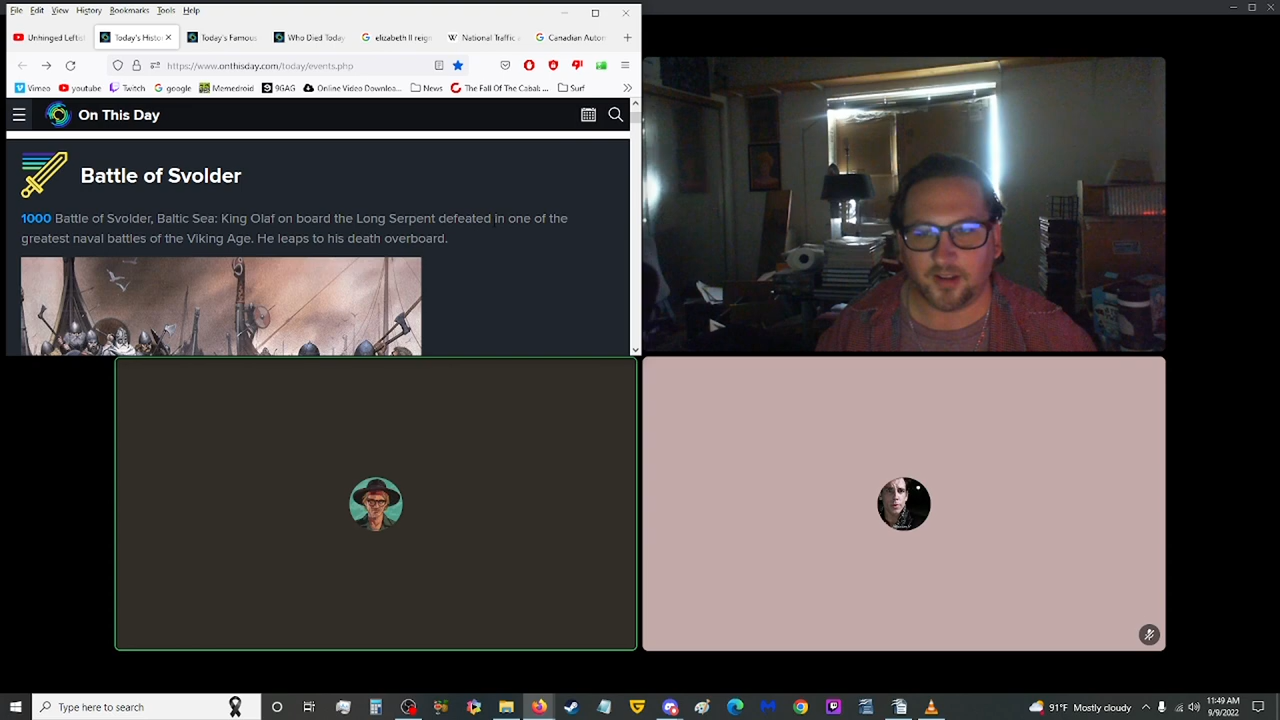 File Edit View History Bookmarks Tools Help
Unhinged Leftis
Today's Histo
Today's Famous
Who Died Today
elizabeth II reign
National Traffic a
Canadian Autom
https://www.onthisday.com/today/events.php
Vimeo youtube Twitch google Memedroid 9GAG Online Video Downloa... News The Fall Of The Cabal... Surf
On This Day
Battle of Svolder
1000 Battle of Svolder, Baltic Sea: King Olaf on board the Long Serpent defeated in one of the
greatest naval battles of the Viking Age. He leaps to his death overboard.
Type here to search
91°F Mostly cloudy
11:49 AM
9/9/2022